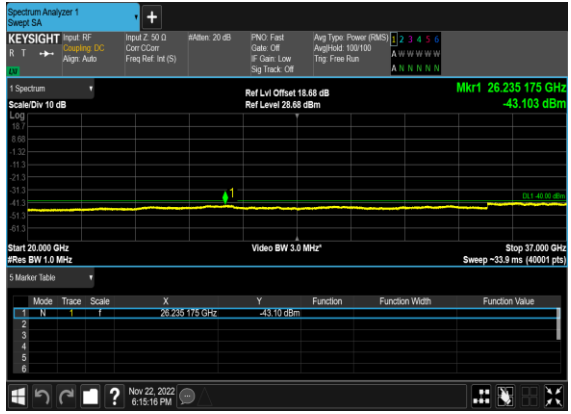 Spectrum Analyzer 1
Swept SA
+
KEYSIGHT Input: RF Input Z: 50 Ω #Atten: 20 dB PNO: Fast Avg Type: Power (RMS) 1 2 3 4 5 6
R T Coupling: DC Corr CCorr Gate: Off Avg|Hold: 100/100 A W W W W W
Align: Auto Freq Ref: Int (S) IF Gain: Low Trig: Free Run
LU Sig Track: Off A N N N N N
1 Spectrum Ref Lvl Offset 18.68 dB Mkr1 26.235 175 GHz
Scale/Div 10 dB Ref Level 28.68 dBm -43.103 dBm
Log
18.7
8.68
-1.32
-11.3
-21.3
-31.3 1 DL1 -40.00 dBm
-41.3
-51.3
-61.3
Start 20.000 GHz Video BW 3.0 MHz* Stop 37.000 GHz
#Res BW 1.0 MHz Sweep ~33.9 ms (40001 pts)
5 Marker Table
Mode Trace Scale X Y Function Function Width Function Value
1 N 1 f 26.235 175 GHz -43.10 dBm
2
3
4
5
6
? Nov 22, 2022
6:15:16 PM